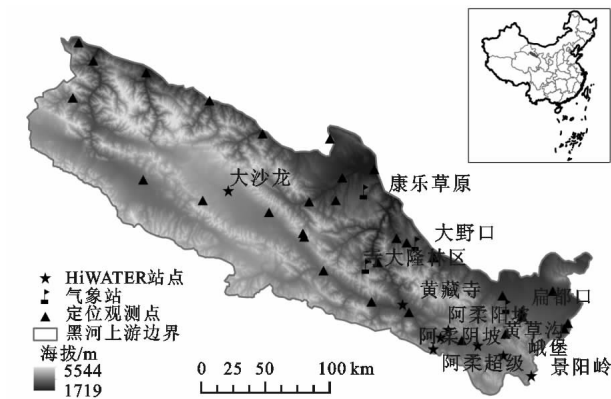 大沙龙
康乐草原
大野口
青大隆林区
黄藏寺
扁都口
阿柔阳坡
阿柔阴坡
黄草沟
峨堡
阿柔超级
景阳岭
HiWATER站点
气象站
定位观测点
黑河上游边界
海拔/m
5544
1719
0 25 50 100 km